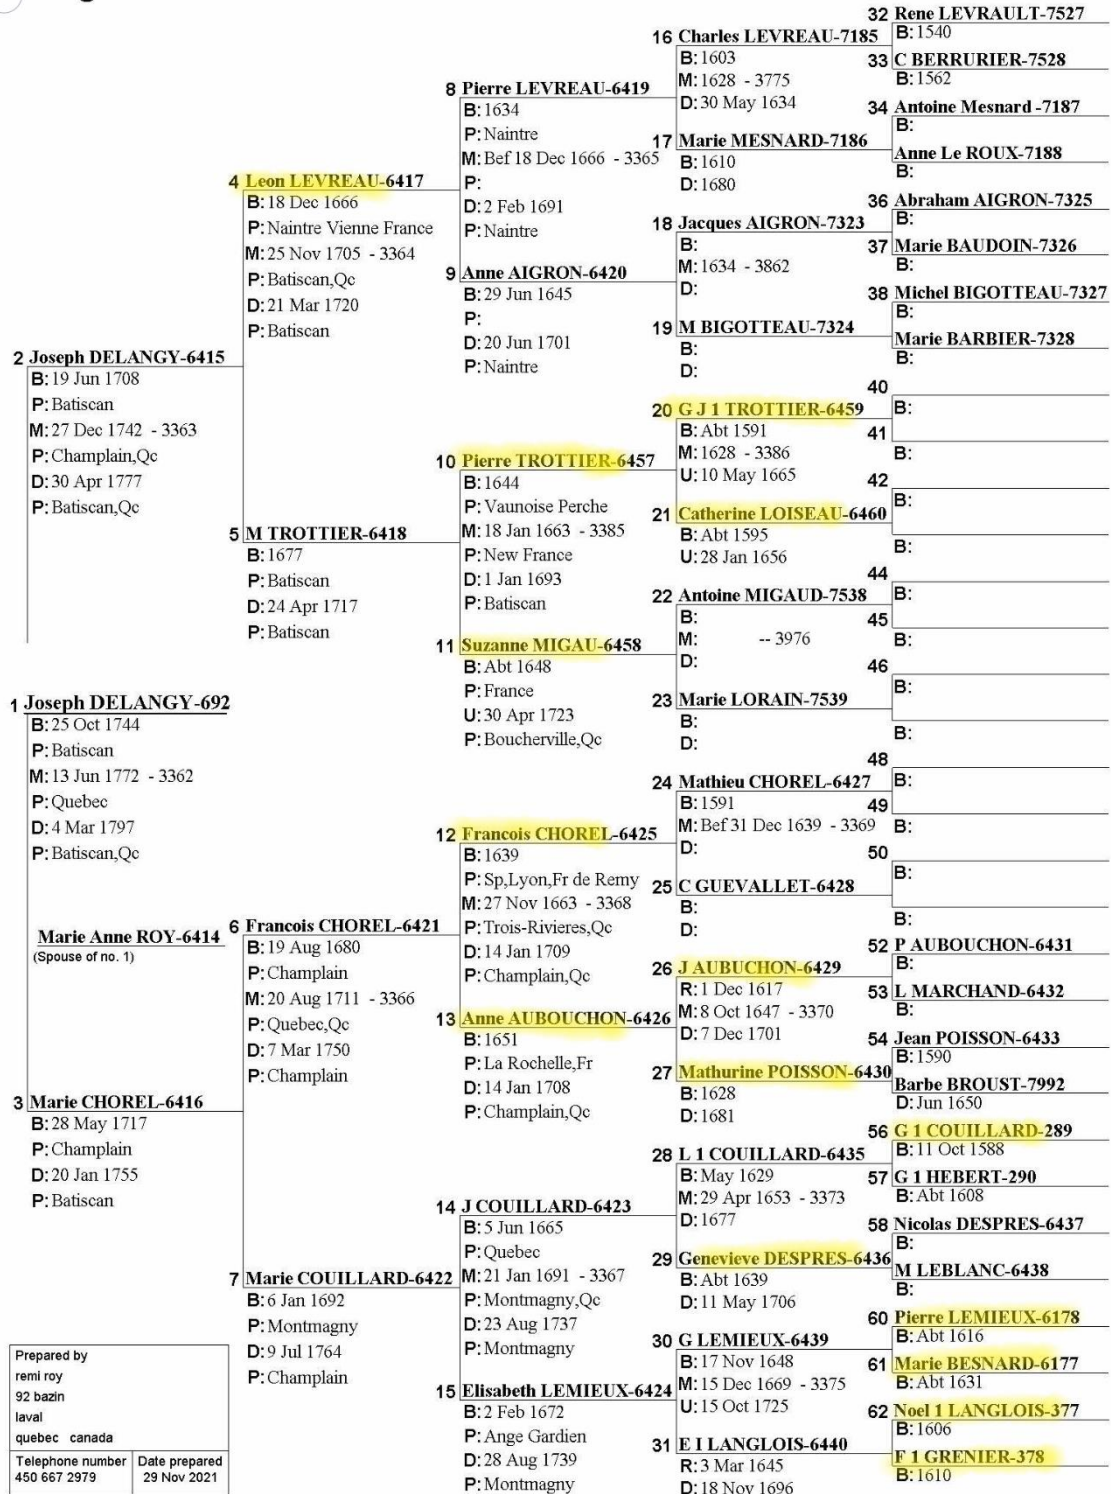 2 Joseph DELANGY-6415
B: 19 Jun 1708
P: Batiscan
M: 27 Dec 1742 - 3363
P: Champlain,Qc
D: 30 Apr 1777
P: Batiscan,Qc
1 Joseph DELANGY-692
B: 25 Oct 1744
P: Batiscan
M: 13 Jun 1772 - 3362
P: Quebec
D: 4 Mar 1797
P: Batiscan,Qc
Marie Anne ROY-6414
(Spouse of no. 1)
3 Marie CHOREL-6416
B: 28 May 1717
P: Champlain
D: 20 Jan 1755
P: Batiscan
Prepared by
remi roy
92 bazin
laval
quebec canada
Telephone number
450 667 2979
Date prepared
29 Nov 2021
4 Leon LEVREAU-6417
B: 18 Dec 1666
P: Naintre Vienne France
M: 25 Nov 1705 - 3364
P: Batiscan,Qc
D: 21 Mar 1720
P: Batiscan
5 M TROTTIER-6418
B: 1677
P: Batiscan
D: 24 Apr 1717
P: Batiscan
6 Francois CHOREL-6421
B: 19 Aug 1680
P: Champlain
M: 20 Aug 1711 - 3366
P: Quebec,Qc
D: 7 Mar 1750
P: Champlain
7 Marie COUILLARD-6422
B: 6 Jan 1692
P: Montmagny
D: 9 Jul 1764
P: Champlain
8 Pierre LEVREAU-6419
B: 1634
P: Naintre
M: Bef 18 Dec 1666 - 3365
P:
D: 2 Feb 1691
P: Naintre
9 Anne AIGRON-6420
B: 29 Jun 1645
P:
D: 20 Jun 1701
P: Naintre
10 Pierre TROTTIER-6457
B: 1644
P: Vaunoise Perche
M: 18 Jan 1663 - 3385
P: New France
D: 1 Jan 1693
P: Batiscan
11 Suzanne MIGAU-6458
B: Abt 1648
P: France
U: 30 Apr 1723
P: Boucherville,Qc
12 Francois CHOREL-6425
B: 1639
P: Sp,Lyon,Fr de Remy
M: 27 Nov 1663 - 3368
P: Trois-Rivieres,Qc
D: 14 Jan 1709
P: Champlain,Qc
13 Anne AUBOUCHON-6426
B: 1651
P: La Rochelle,Fr
D: 14 Jan 1708
P: Champlain,Qc
14 J COUILLARD-6423
B: 5 Jun 1665
P: Quebec
M: 21 Jan 1691 - 3367
P: Montmagny,Qc
D: 23 Aug 1737
P: Montmagny
15 Elisabeth LEMIEUX-6424
B: 2 Feb 1672
P: Ange Gardien
D: 28 Aug 1739
P: Montmagny
16 Charles LEVREAU-7185
B: 1603
M: 1628 - 3775
D: 30 May 1634
17 Marie MESNARD-7186
B: 1610
D: 1680
18 Jacques AIGRON-7323
B:
M: 1634 - 3862
D:
19 M BIGOTTEAU-7324
B:
D:
20 G J 1 TROTTIER-6459
B: Abt 1591
M: 1628 - 3386
U: 10 May 1665
21 Catherine LOISEAU-6460
B: Abt 1595
U: 28 Jan 1656
22 Antoine MIGAUD-7538
B:
M: -- 3976
D:
23 Marie LORAIN-7539
B:
D:
24 Mathieu CHOREL-6427
B: 1591
M: Bef 31 Dec 1639 - 3369
D:
25 C GUEVALLET-6428
B:
D:
26 J AUBUCHON-6429
R: 1 Dec 1617
M: 8 Oct 1647 - 3370
D: 7 Dec 1701
27 Mathurine POISSON-6430
B: 1628
D: 1681
28 L 1 COUILLARD-6435
B: May 1629
M: 29 Apr 1653 - 3373
D: 1677
29 Genevieve DESPRES-6436
B: Abt 1639
D: 11 May 1706
30 G LEMIEUX-6439
B: 17 Nov 1648
M: 15 Dec 1669 - 3375
U: 15 Oct 1725
31 E I LANGLOIS-6440
R: 3 Mar 1645
D: 18 Nov 1696
32 Rene LEVRAULT-7527
B: 1540
33 C BERRURIER-7528
B: 1562
34 Antoine Mesnard -7187
B:
Anne Le ROUX-7188
B:
36 Abraham AIGRON-7325
B:
37 Marie BAUDOIN-7326
B:
38 Michel BIGOTTEAU-7327
B:
Marie BARBIER-7328
B:
40
B:
41
B:
42
B:
B:
44
B:
45
B:
46
B:
B:
48
B:
49
B:
50
B:
B:
52 P AUBOUCHON-6431
B:
53 L MARCHAND-6432
B:
54 Jean POISSON-6433
B: 1590
Barbe BROUST-7992
D: Jun 1650
56 G 1 COUILLARD-289
B: 11 Oct 1588
57 G 1 HEBERT-290
B: Abt 1608
58 Nicolas DESPRES-6437
B:
M LEBLANC-6438
B:
60 Pierre LEMIEUX-6178
B: Abt 1616
61 Marie BESNARD-6177
B: Abt 1631
62 Noel 1 LANGLOIS-377
B: 1606
F 1 GRENIER-378
B: 1610